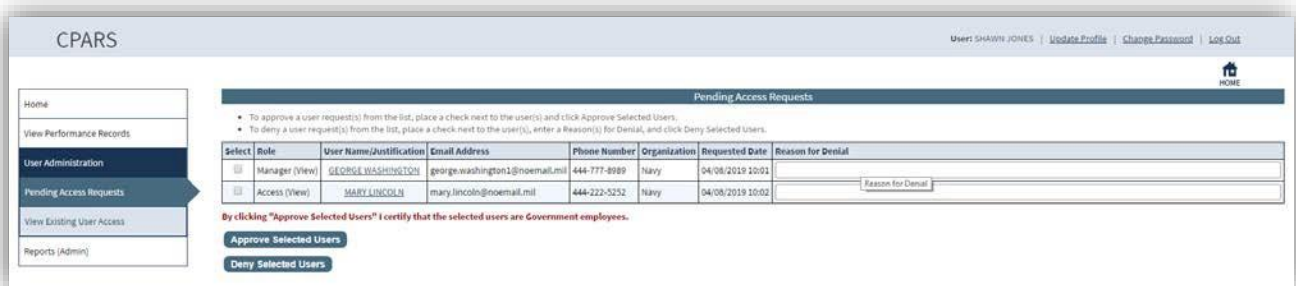 CPARS
User: SHAWN JONES | Update Profile | Change Password | Log Out
HOME
Home
View Performance Records
User Administration
Pending Access Requests
View Existing User Access
Reports (Admin)
Pending Access Requests
• To approve a user request(s) from the list, place a check next to the user(s) and click Approve Selected Users.
• To deny a user request(s) from the list, place a check next to the user(s), enter a Reason(s) for Denial, and click Deny Selected Users.
Select Role User Name/Justification Email Address Phone Number Organization Requested Date Reason for Denial
Manager (View) GEORGE WASHINGTON george.washington1@noemail.mil 444-777-8989 Navy 04/08/2019 10:01
Reason for Denial
Access (View) MARY LINCOLN mary.lincoln@noemail.mil 444-222-5252 Navy 04/08/2019 10:02
By clicking "Approve Selected Users" I certify that the selected users are Government employees.
Approve Selected Users
Deny Selected Users